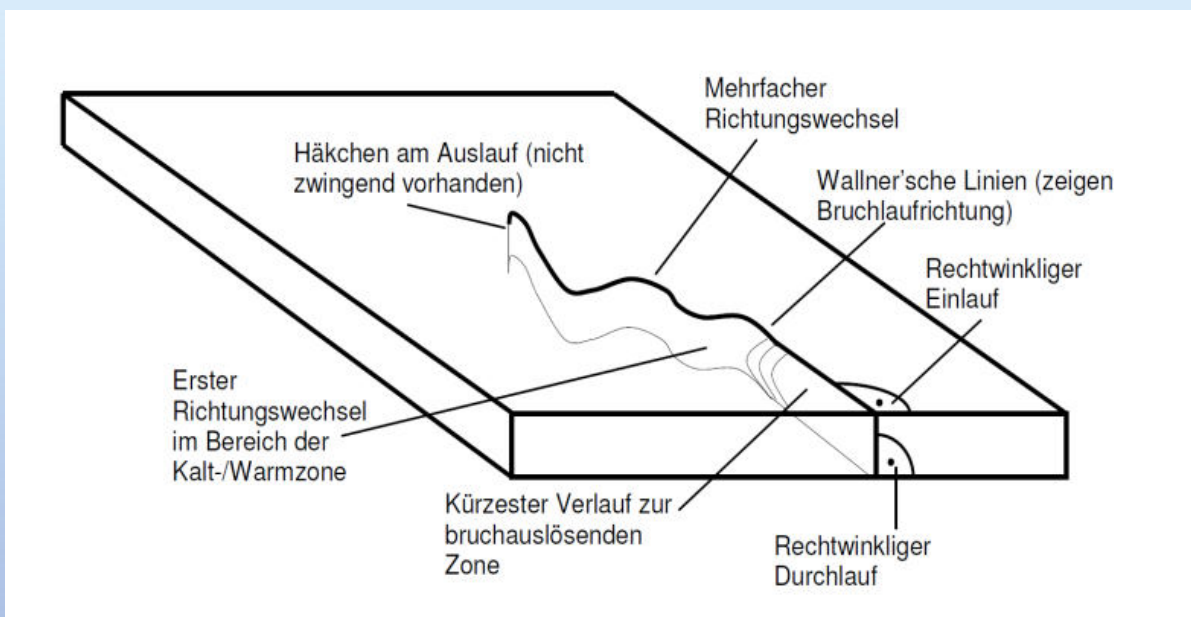 Mehrfacher
Richtungswechsel
Häkchen am Auslauf (nicht
zwingend vorhanden)
Wallner'sche Linien (zeigen
Bruchlaufrichtung)
Rechtwinkliger
Einlauf
Erster
Richtungswechsel
im Bereich der
Kalt-/Warmzone
Kürzester Verlauf zur
bruchauslösenden
Zone
Rechtwinkliger
Durchlauf